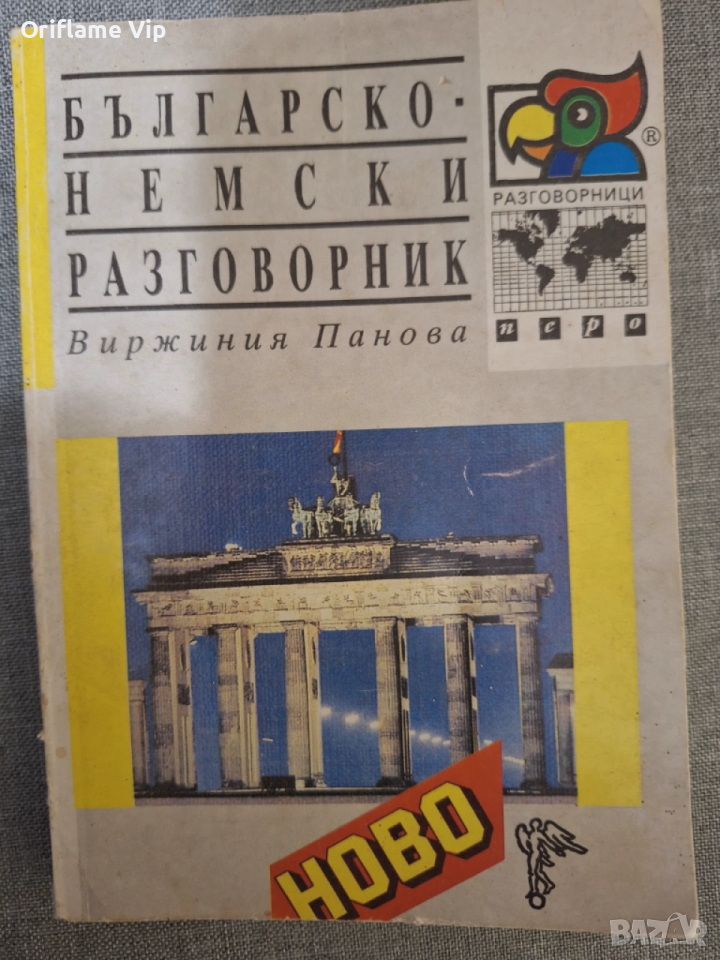 Oriflame Vip
БЪЛГАРСКО-
НЕМСКИ
РАЗГОВОРНИК
Виржиния Панова
®
РАЗГОВОРНИЦИ
перо
НОВО
BAZAR